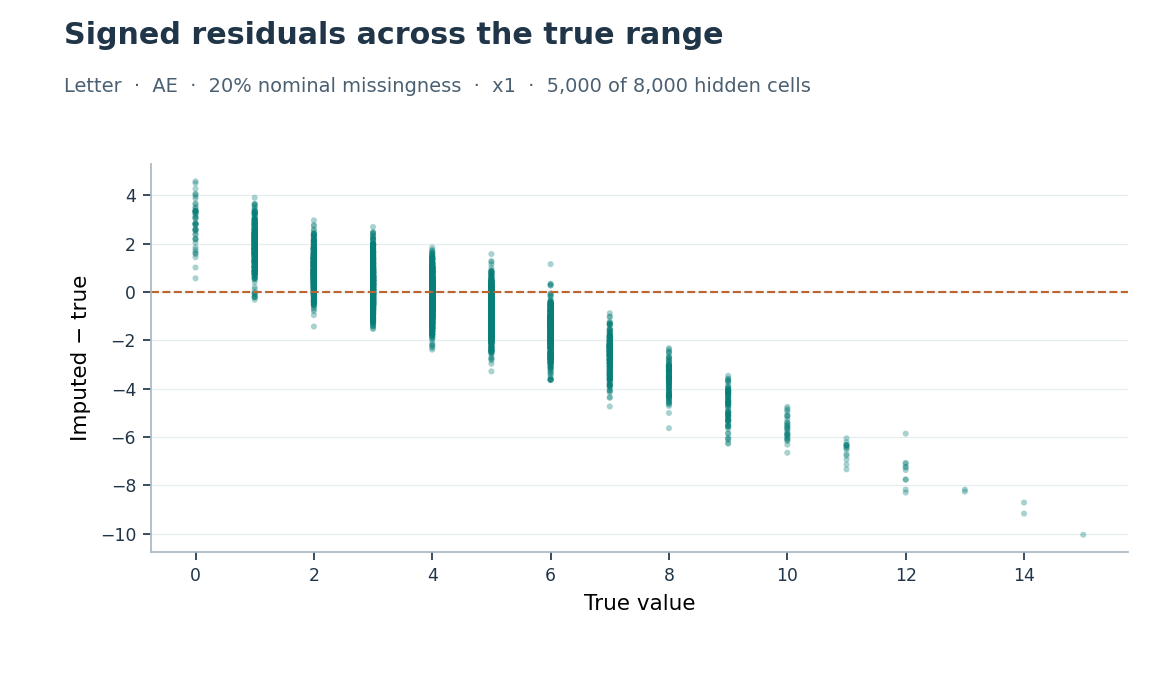 Signed residuals across the true range
Letter · AE · 20% nominal missingness · x1 · 5,000 of 8,000 hidden cells
Imputed − true
4
2
0
−2
−4
−6
−8
−10
0 2 4 6 8 10 12 14
True value